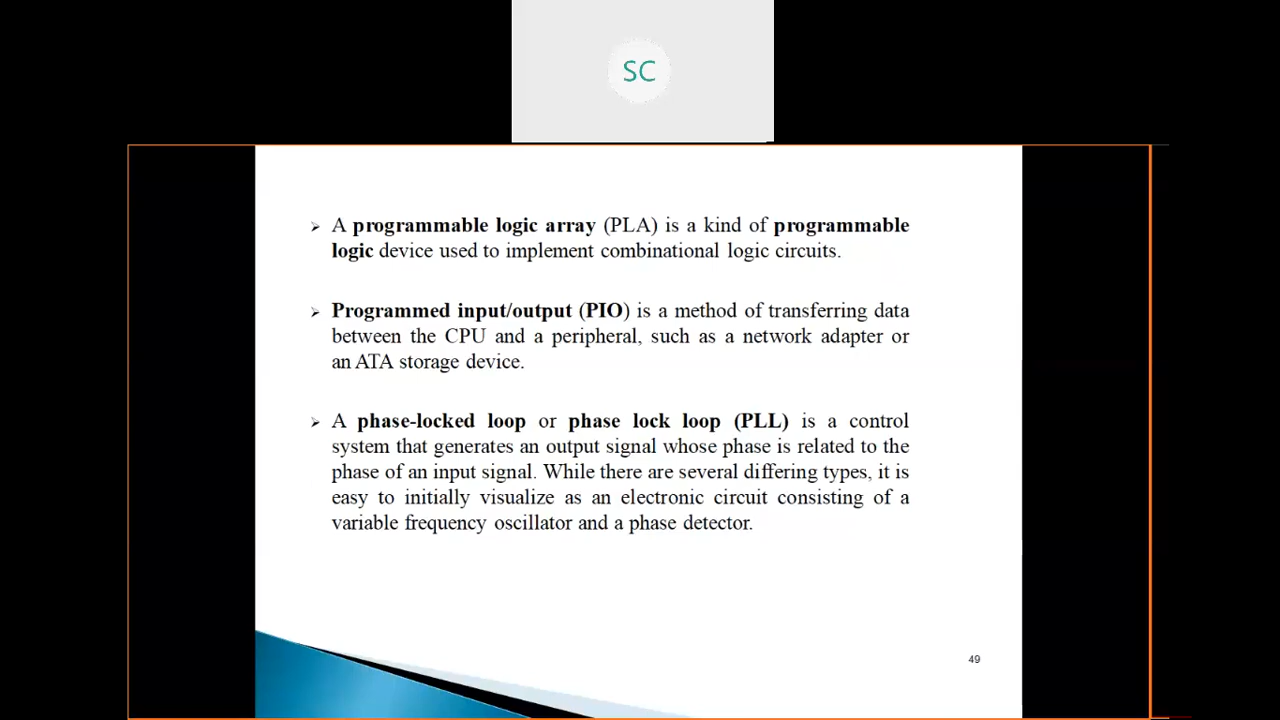 SC
➢ A programmable logic array (PLA) is a kind of programmable
logic device used to implement combinational logic circuits.
➢ Programmed input/output (PIO) is a method of transferring data
between the CPU and a peripheral, such as a network adapter or
an ATA storage device.
➢ A phase-locked loop or phase lock loop (PLL) is a control
system that generates an output signal whose phase is related to the
phase of an input signal. While there are several differing types, it is
easy to initially visualize as an electronic circuit consisting of a
variable frequency oscillator and a phase detector.
49